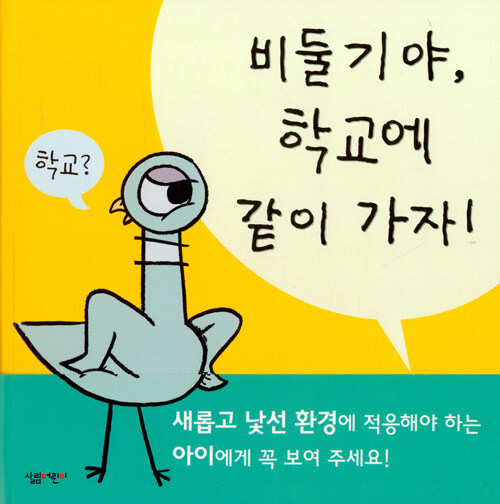 비둘기야,
학교에
같이 가자!
학교?
새롭고 낯선 환경에 적응해야 하는
아이에게 꼭 보여 주세요!
살림어린이